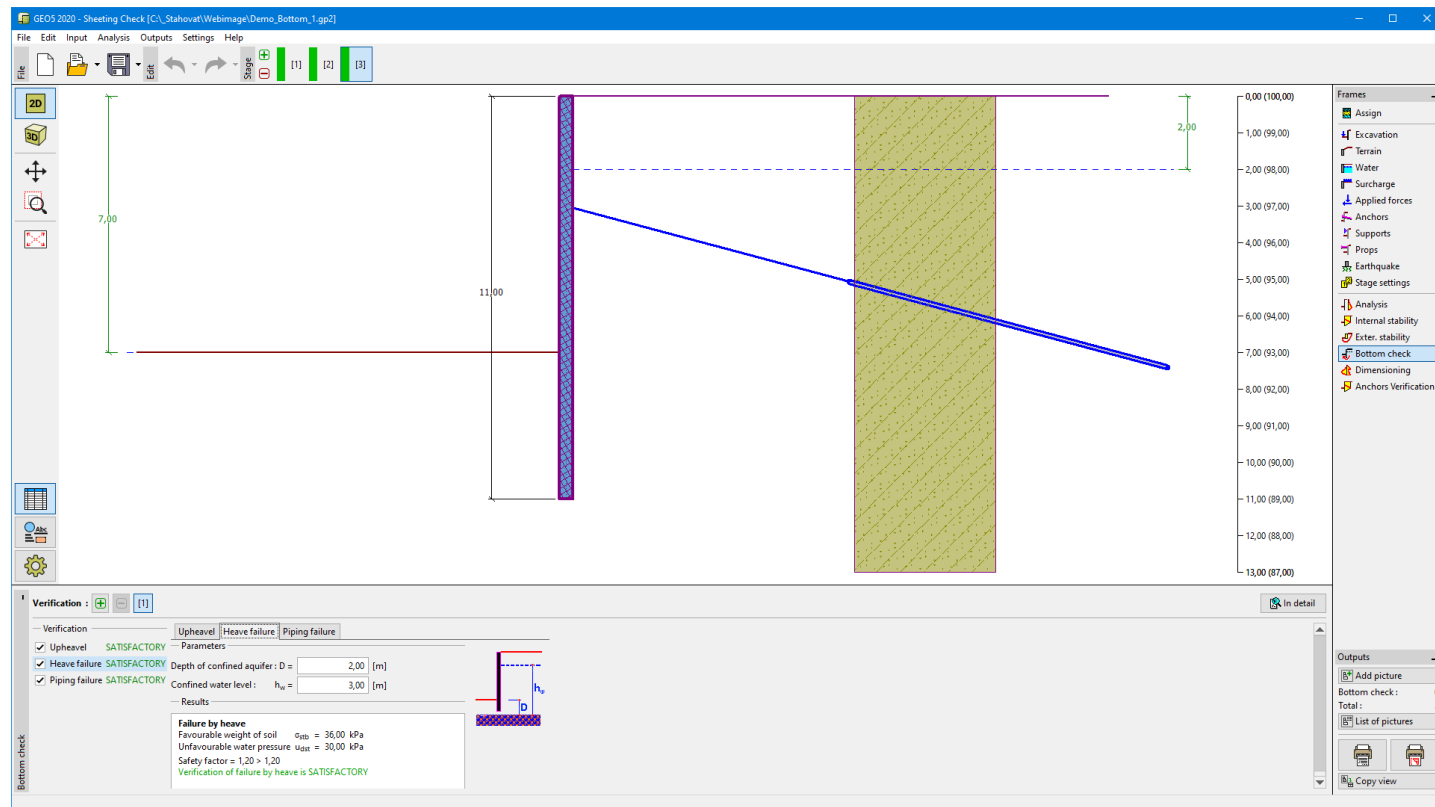 GEO5 2020 - Sheeting Check [C:\_Stahovat\Webimage\Demo_Bottom_1.gp2]
File Edit Input Analysis Outputs Settings Help
File
Edit
Stage
[1] [2] [3]
2D
3D
7,00
11,00
2,00
0,00 (100,00)
1,00 (99,00)
2,00 (98,00)
3,00 (97,00)
4,00 (96,00)
5,00 (95,00)
6,00 (94,00)
7,00 (93,00)
8,00 (92,00)
9,00 (91,00)
10,00 (90,00)
11,00 (89,00)
12,00 (88,00)
13,00 (87,00)
Frames
Assign
Excavation
Terrain
Water
Surcharge
Applied forces
Anchors
Supports
Props
Earthquake
Stage settings
Analysis
Internal stability
Exter. stability
Bottom check
Dimensioning
Anchors Verification
Abc
Verification : [1]
In detail
Verification
Upheavel SATISFACTORY
Heave failure SATISFACTORY
Piping failure SATISFACTORY
Upheavel Heave failure Piping failure
Parameters
Depth of confined aquifer : D = 2,00 [m]
Confined water level : hw = 3,00 [m]
Results
Failure by heave
Favourable weight of soil σstb = 36,00 kPa
Unfavourable water pressure udst = 30,00 kPa
Safety factor = 1,20 > 1,20
Verification of failure by heave is SATISFACTORY
D
Bottom check
Outputs
Add picture
Bottom check :
Total :
List of pictures
Copy view